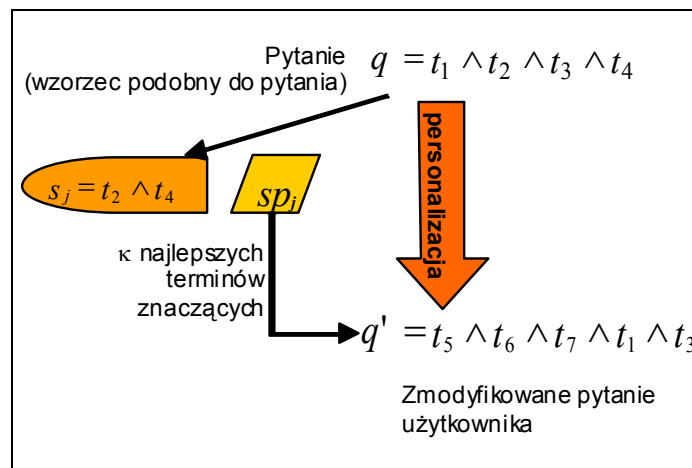 Pytanie
(wzorzec podobny do pytania)
q = t₁ ∧ t₂ ∧ t₃ ∧ t₄
personalizacja
sⱼ = t₂ ∧ t₄
spⱼ
κ najlepszych
terminów
znaczących
q' = t₅ ∧ t₆ ∧ t₇ ∧ t₁ ∧ t₃
Zmodyfikowane pytanie
użytkownika